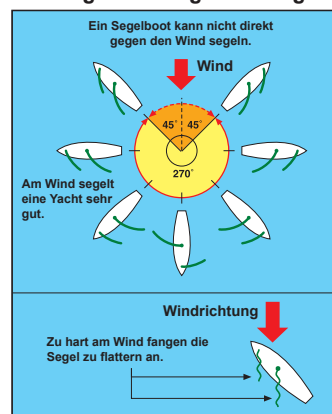 Ein Segelboot kann nicht direkt
gegen den Wind segeln.
Wind
45° 45°
270°
Am Wind segelt
eine Yacht sehr
gut.
Windrichtung
Zu hart am Wind fangen die
Segel zu flattern an.